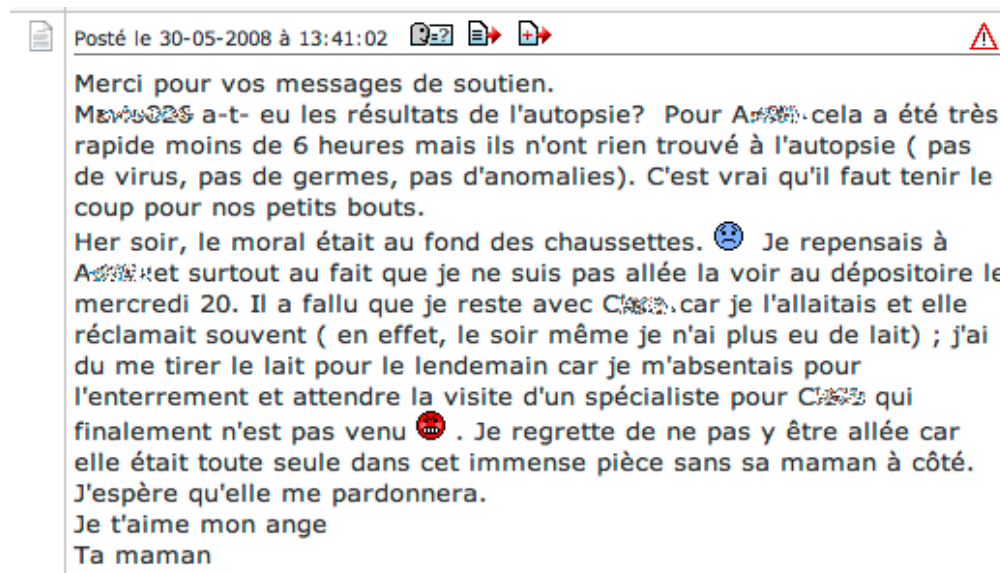 Posté le 30-05-2008 à 13:41:02
Merci pour vos messages de soutien.
a-t- eu les résultats de l'autopsie? Pour cela a été très
rapide moins de 6 heures mais ils n'ont rien trouvé à l'autopsie ( pas
de virus, pas de germes, pas d'anomalies). C'est vrai qu'il faut tenir le
coup pour nos petits bouts.
Her soir, le moral était au fond des chaussettes. Je repensais à
et surtout au fait que je ne suis pas allée la voir au dépositoire le
mercredi 20. Il a fallu que je reste avec car je l'allaitais et elle
réclamait souvent ( en effet, le soir même je n'ai plus eu de lait) ; j'ai
du me tirer le lait pour le lendemain car je m'absentais pour
l'enterrement et attendre la visite d'un spécialiste pour qui
finalement n'est pas venu . Je regrette de ne pas y être allée car
elle était toute seule dans cet immense pièce sans sa maman à côté.
J'espère qu'elle me pardonnera.
Je t'aime mon ange
Ta maman